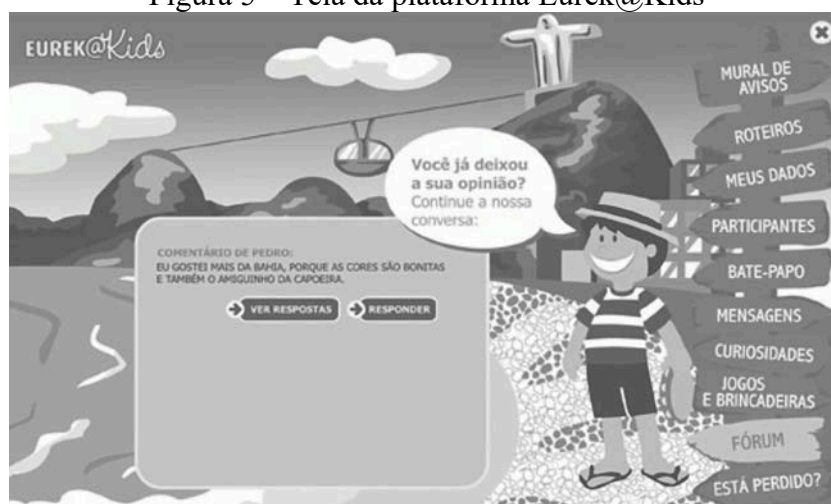 Figura 5 – Tela da plataforma Eurek@Kids
EUREK@Kids
Você já deixou
a sua opinião?
Continue a nossa
conversa:
COMENTÁRIO DE PEDRO:
EU GOSTEI MAIS DA BAHIA, PORQUE AS CORES SÃO BONITAS
E TAMBÉM O AMIGUINHO DA CAPOEIRA.
VER RESPOSTAS
RESPONDER
MURAL DE
AVISOS
ROTEIROS
MEUS DADOS
PARTICIPANTES
BATE-PAPO
MENSAGENS
CURIOSIDADES
JOGOS
E BRINCADEIRAS
FÓRUM
ESTÁ PERDIDO?